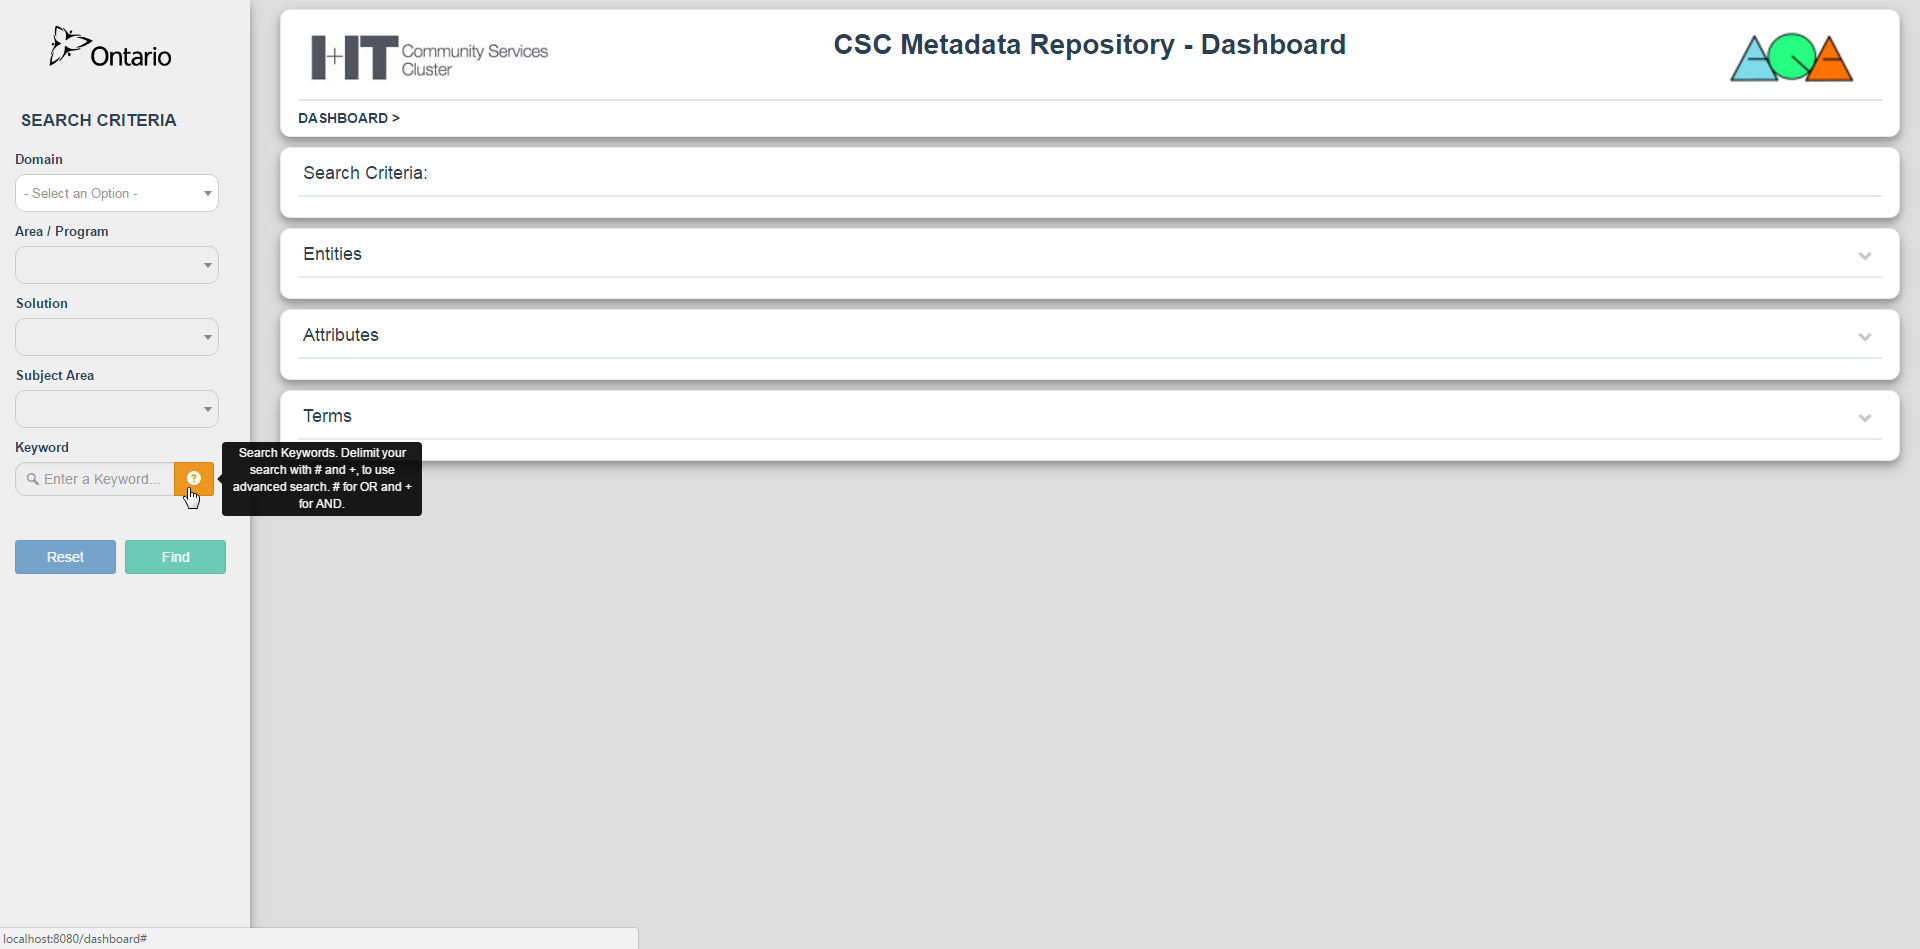 Ontario
SEARCH CRITERIA
Domain
- Select an Option -
Area / Program
Solution
Subject Area
Keyword
Enter a Keyword...
?
Search Keywords. Delimit your
search with # and +, to use
advanced search. # for OR and +
for AND.
Reset
Find
I+IT
Community Services
Cluster
CSC Metadata Repository - Dashboard
DASHBOARD >
Search Criteria:
Entities
Attributes
Terms
localhost:8080/dashboard#